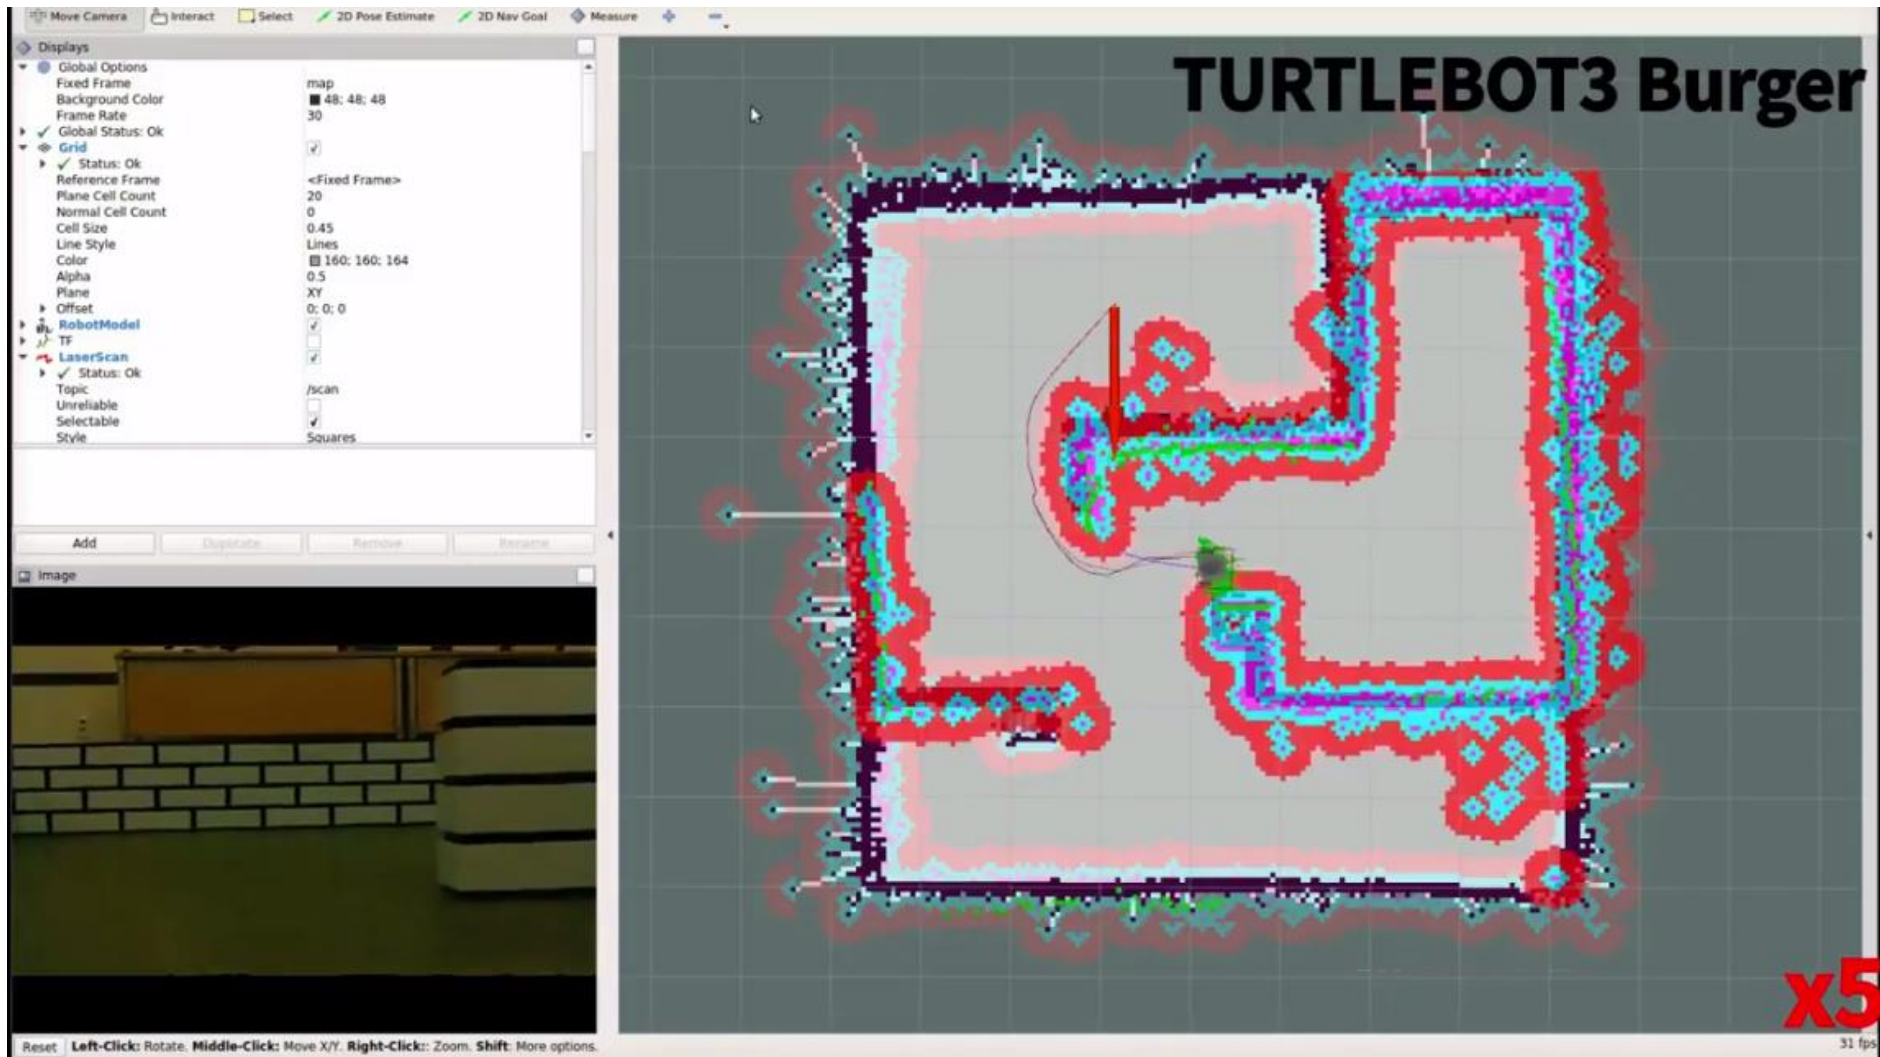 Move Camera Interact Select 2D Pose Estimate 2D Nav Goal Measure
Displays
Global Options
Fixed Frame map
Background Color 48; 48; 48
Frame Rate 30
Global Status: Ok
Grid
Status: Ok
Reference Frame <Fixed Frame>
Plane Cell Count 20
Normal Cell Count 0
Cell Size 0.45
Line Style Lines
Color 160; 160; 164
Alpha 0.5
Plane XY
Offset 0; 0; 0
RobotModel
TF
LaserScan
Status: Ok
Topic /scan
Unreliable
Selectable
Style Squares
Add Duplicate Remove Rename
Image
TURTLEBOT3 Burger
x5
Reset Left-Click: Rotate. Middle-Click: Move X/Y. Right-Click:: Zoom. Shift: More options.
31 fps